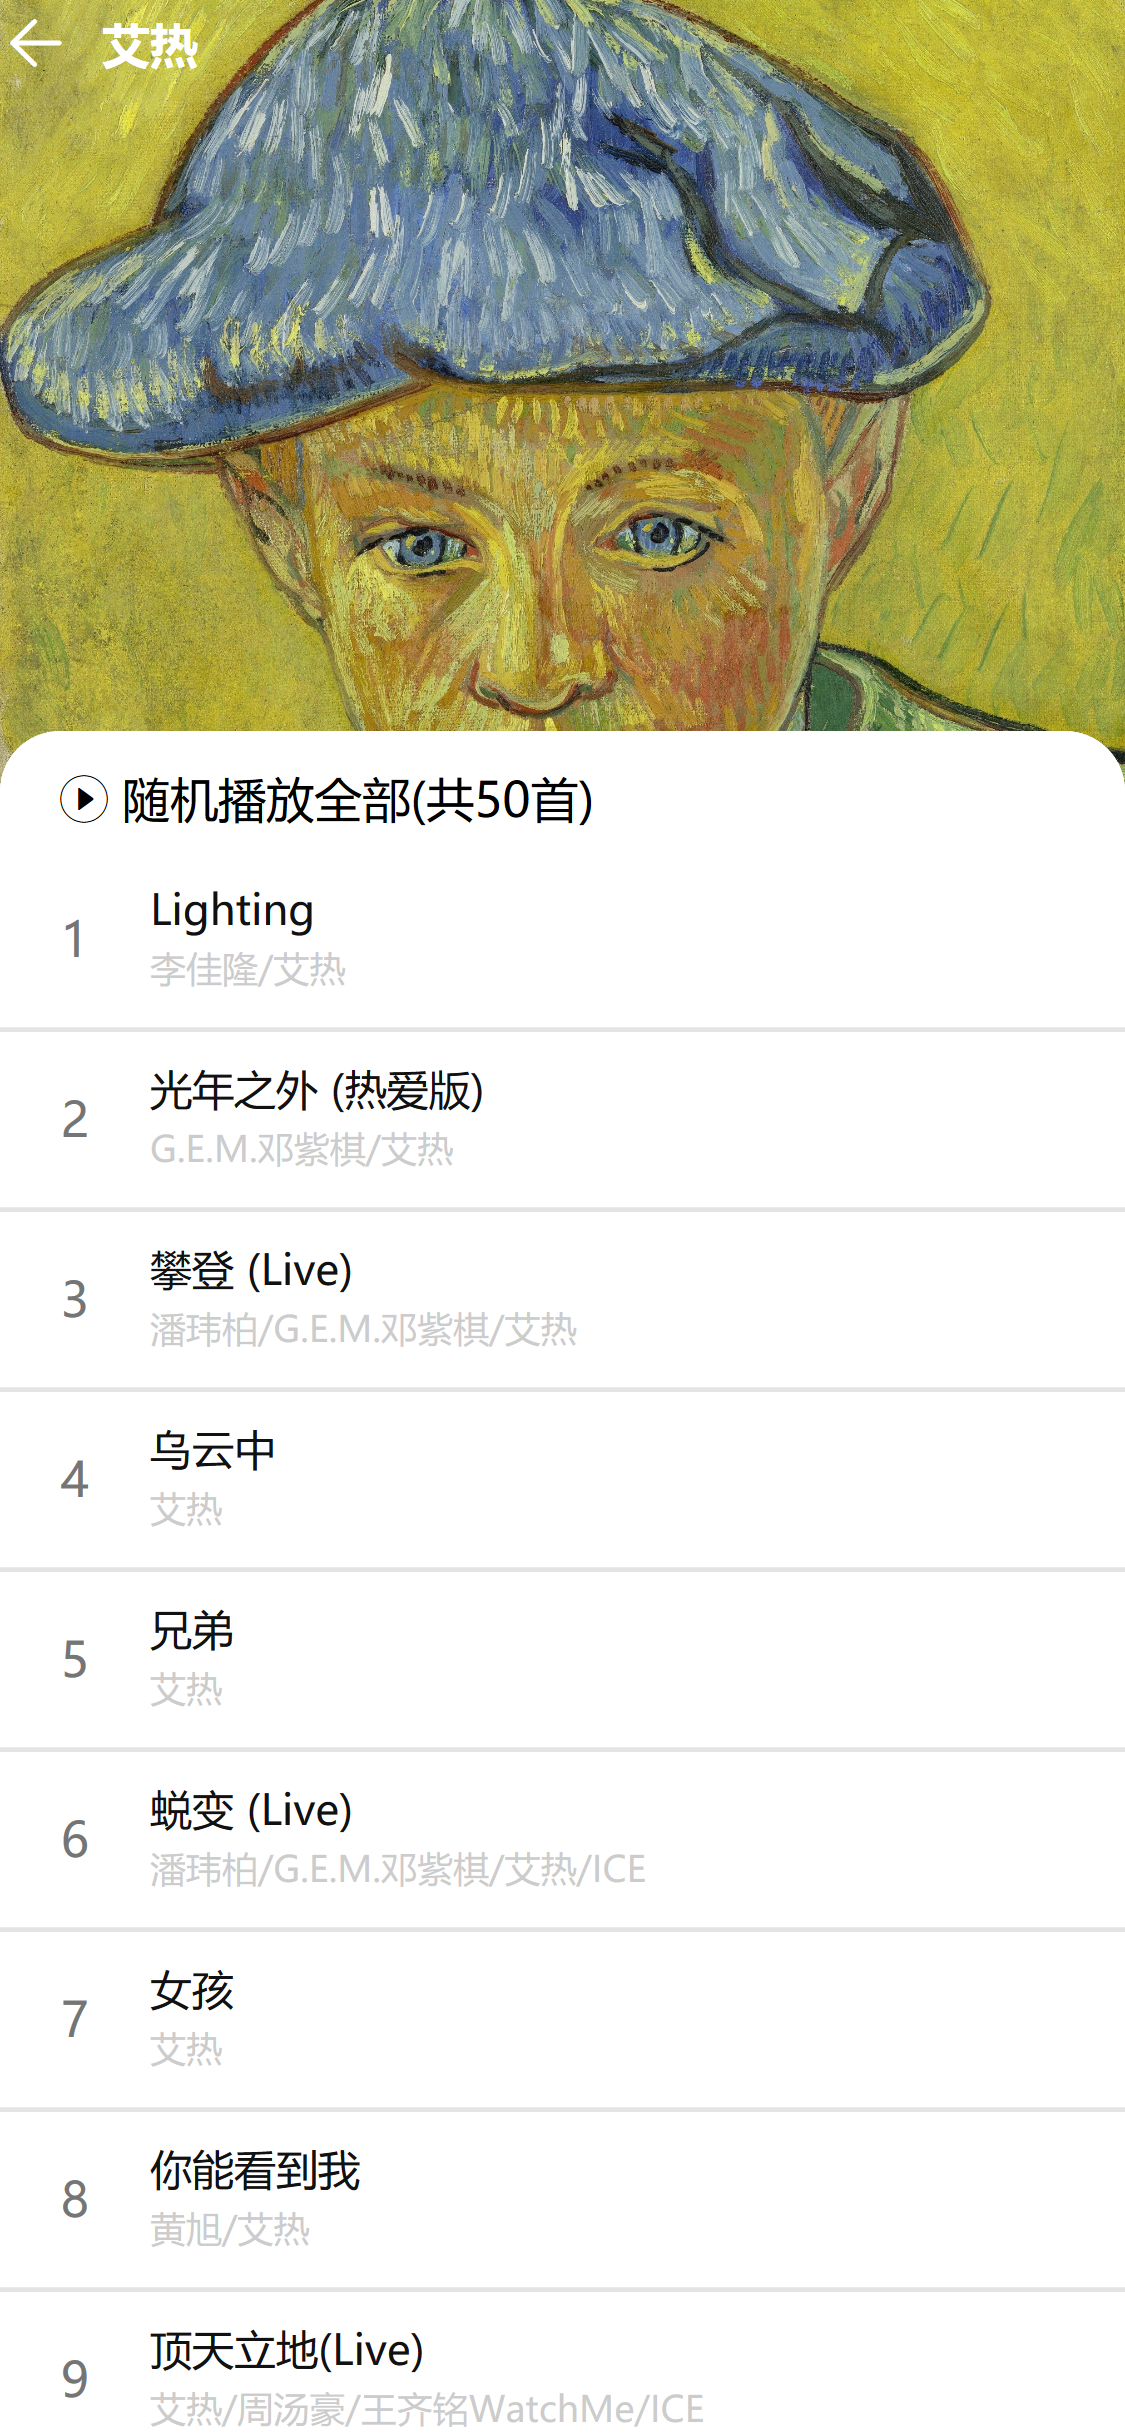 艾热
随机播放全部(共50首)
1
Lighting
李佳隆/艾热
2
光年之外 (热爱版)
G.E.M.邓紫棋/艾热
3
攀登 (Live)
潘玮柏/G.E.M.邓紫棋/艾热
4
乌云中
艾热
5
兄弟
艾热
6
蜕变 (Live)
潘玮柏/G.E.M.邓紫棋/艾热/ICE
7
女孩
艾热
8
你能看到我
黄旭/艾热
9
顶天立地(Live)
艾热/周汤豪/王齐铭WatchMe/ICE